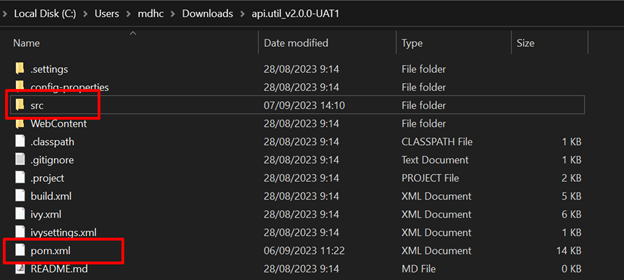 Local Disk (C:) > Users > mdhc > Downloads > api.util_v2.0.0-UAT1
Name Date modified Type Size
.settings 28/08/2023 9:14 File folder
config-properties 28/08/2023 9:14 File folder
src 07/09/2023 14:10 File folder
WebContent 28/08/2023 9:14 File folder
.classpath 28/08/2023 9:14 CLASSPATH File 1 KB
.gitignore 28/08/2023 9:14 Text Document 1 KB
.project 28/08/2023 9:14 PROJECT File 2 KB
build.xml 28/08/2023 9:14 XML Document 5 KB
ivy.xml 28/08/2023 9:14 XML Document 6 KB
ivysettings.xml 28/08/2023 9:14 XML Document 1 KB
pom.xml 06/09/2023 11:22 XML Document 14 KB
README.md 28/08/2023 9:14 MD File 1 KB